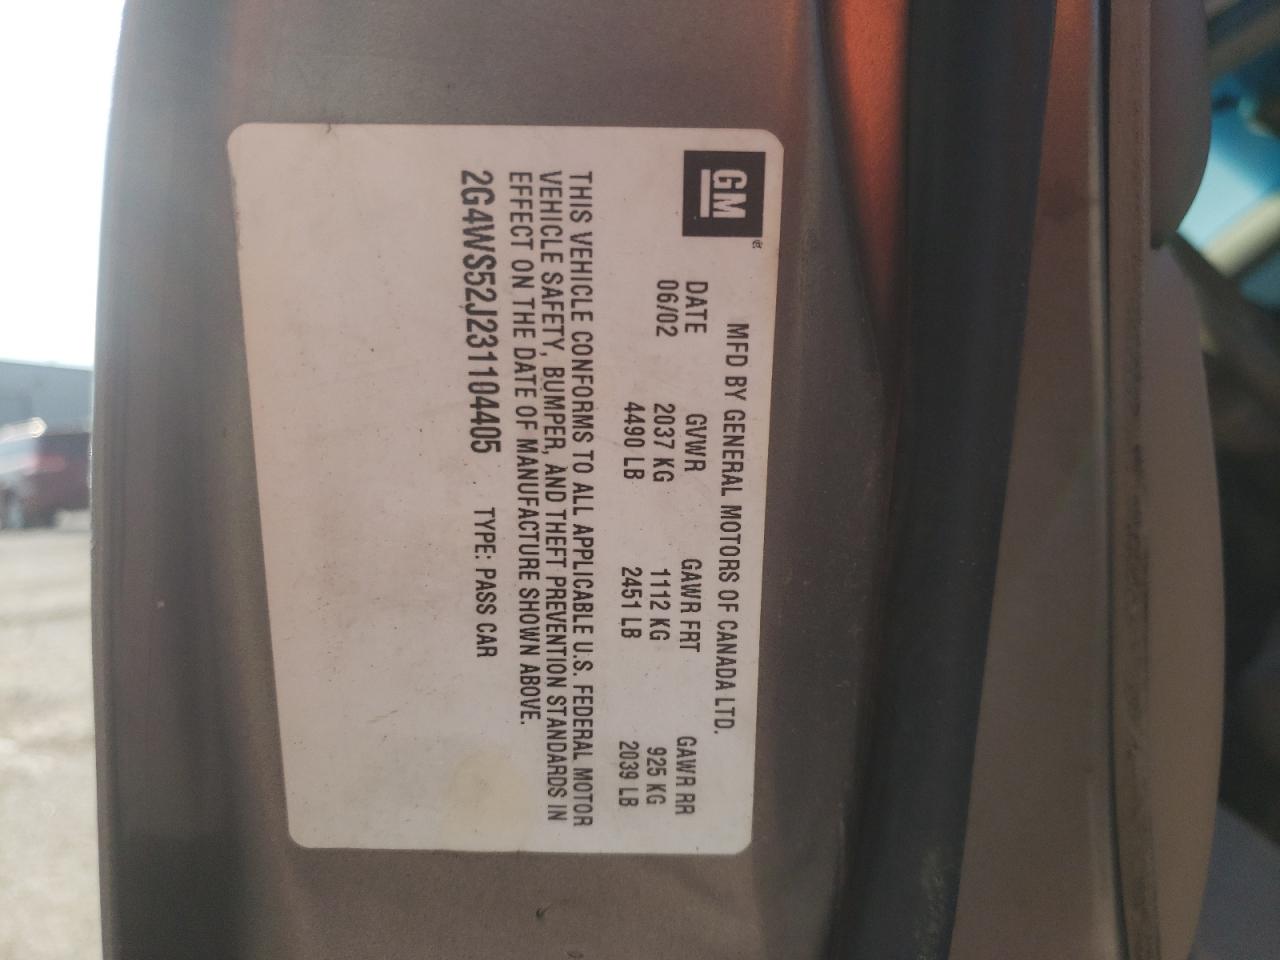 GM
MFD BY GENERAL MOTORS OF CANADA LTD.
DATE GVWR GAWR FRT GAWR RR
06/02 2037 KG 1112 KG 925 KG
4490 LB 2451 LB 2039 LB
THIS VEHICLE CONFORMS TO ALL APPLICABLE U.S. FEDERAL MOTOR
VEHICLE SAFETY, BUMPER, AND THEFT PREVENTION STANDARDS IN
EFFECT ON THE DATE OF MANUFACTURE SHOWN ABOVE.
2G4WS52J231104405 TYPE: PASS CAR